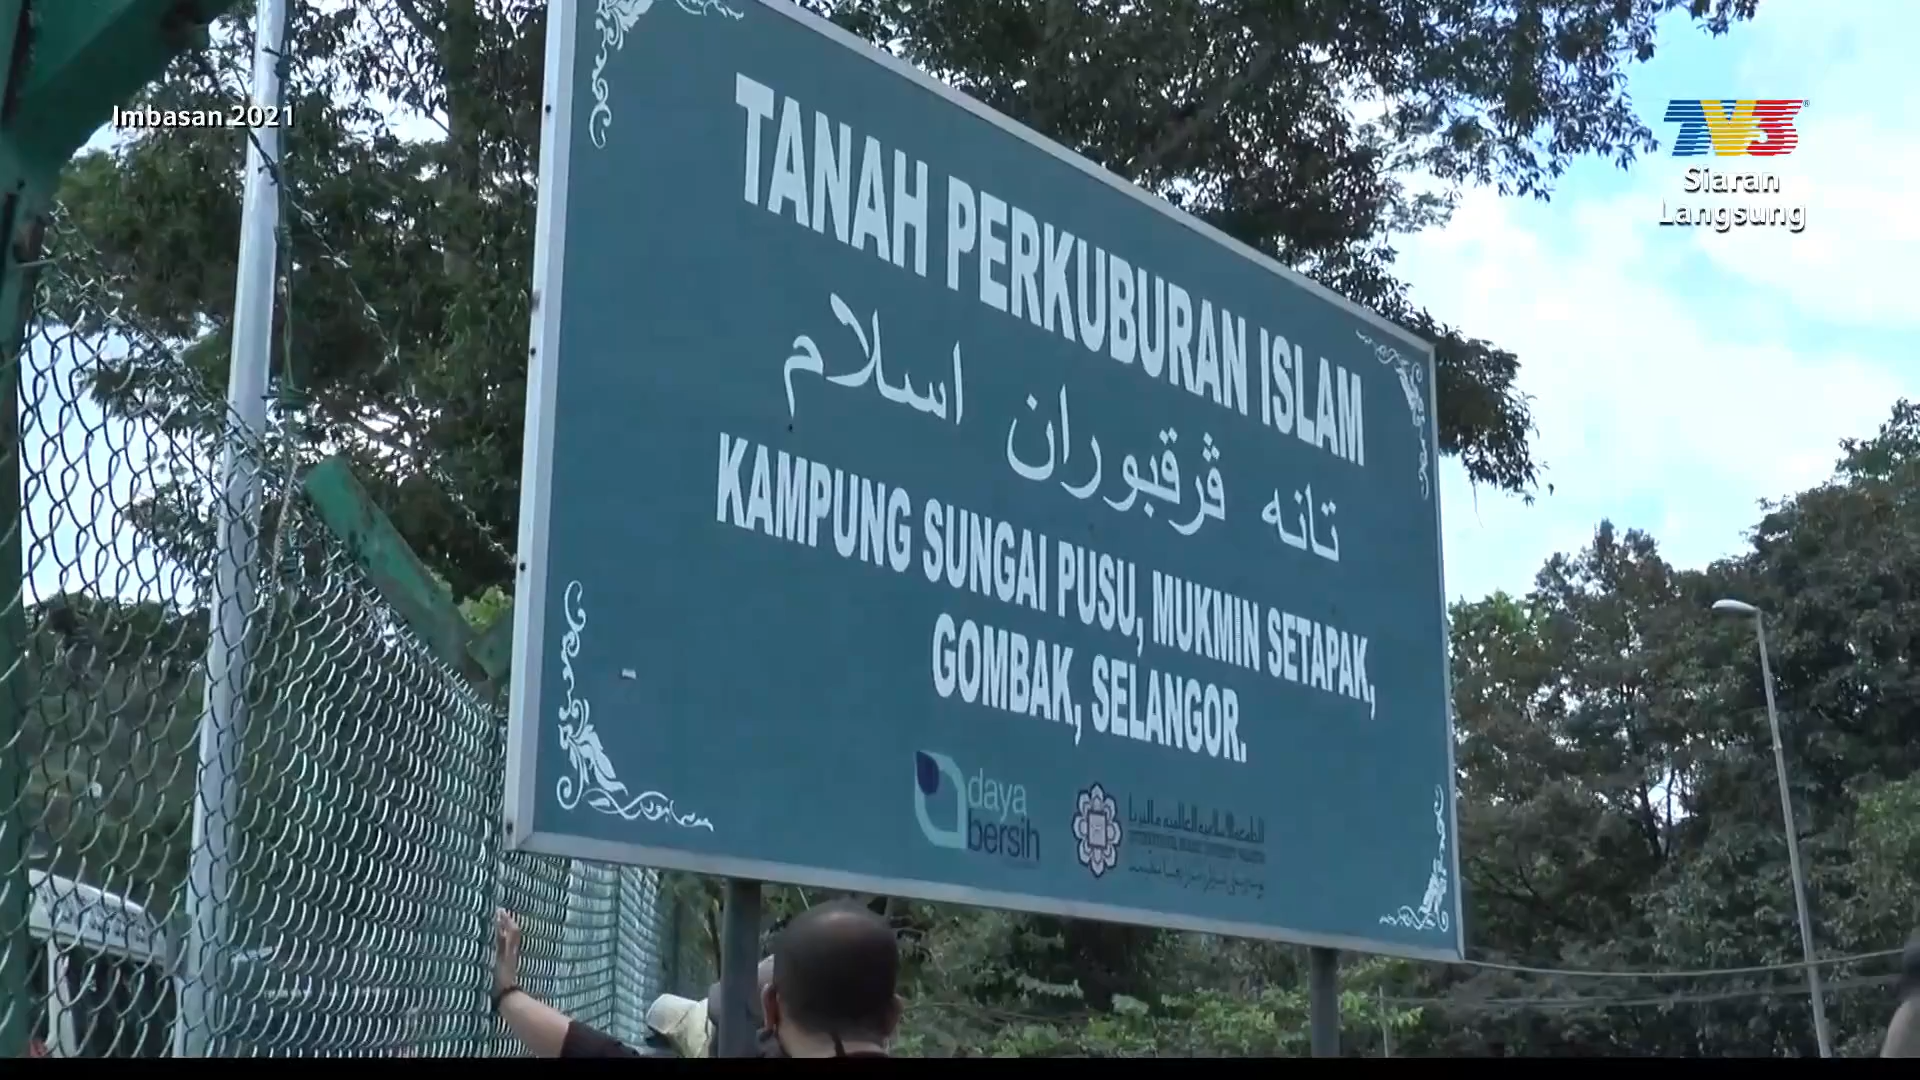 Imbasan 2021
TV3
Siaran
Langsung
TANAH PERKUBURAN ISLAM
تانه ڤرقبوران اسلام
KAMPUNG SUNGAI PUSU, MUKMIN SETAPAK,
GOMBAK, SELANGOR.
daya
bersih